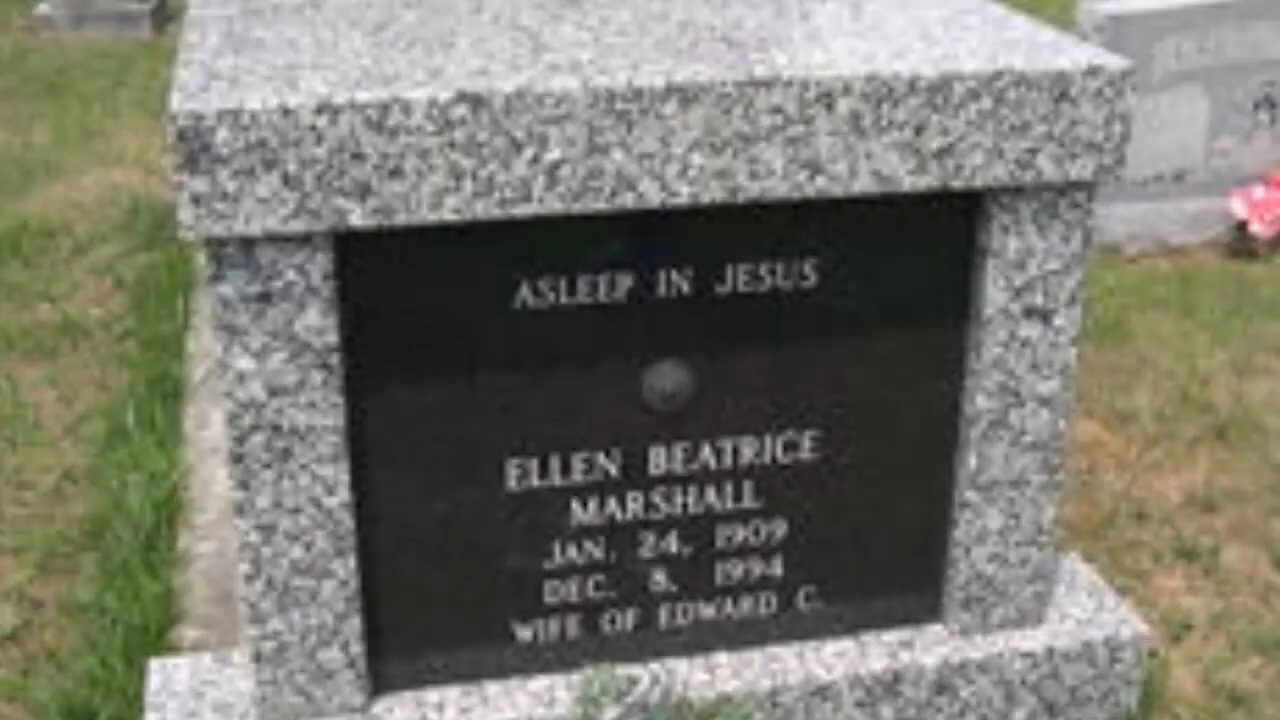 ASLEEP IN JESUS
ELLEN BEATRICE
MARSHALL
JAN. 24, 1909
DEC. 8, 1994
WIFE OF EDWARD C.